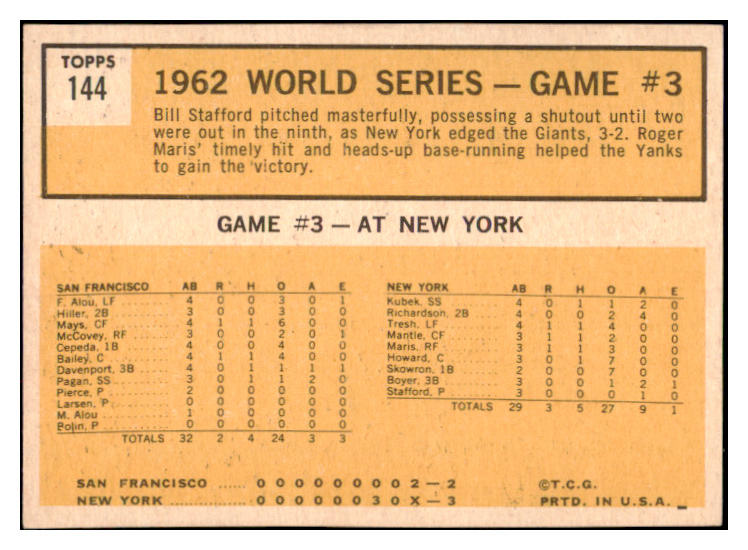 TOPPS
144
1962 WORLD SERIES — GAME #3
Bill Stafford pitched masterfully, possessing a shutout until two
were out in the ninth, as New York edged the Giants, 3-2. Roger
Maris' timely hit and heads-up base-running helped the Yanks
to gain the victory.
GAME #3 — AT NEW YORK
SAN FRANCISCO AB R H O A E
F. Alou, LF 4 0 0 3 0 1
Hiller, 2B 3 0 0 3 0 0
Mays, CF 4 1 1 6 0 0
McCovey, RF 3 0 0 2 0 1
Cepeda, 1B 4 0 0 4 0 0
Bailey, C 4 1 1 4 0 0
Davenport, 3B 4 0 1 1 1 1
Pagan, SS 3 0 1 1 2 0
Pierce, P 2 0 0 0 0 0
Larsen, P 0 0 0 0 0 0
M. Alou 1 0 0 0 0 0
Bolin, P 0 0 0 0 0 0
TOTALS 32 2 4 24 3 3
NEW YORK AB R H O A E
Kubek, SS 4 0 1 1 2 0
Richardson, 2B 4 0 0 2 4 0
Tresh, LF 4 1 1 4 0 0
Mantle, CF 3 1 1 2 0 0
Maris, RF 3 1 1 3 0 0
Howard, C 3 0 1 7 0 0
Skowron, 1B 2 0 0 7 0 0
Boyer, 3B 3 0 0 1 2 1
Stafford, P 3 0 0 0 1 0
TOTALS 29 3 5 27 9 1
SAN FRANCISCO ...... 0 0 0 0 0 0 0 0 2 — 2
NEW YORK ................ 0 0 0 0 0 0 3 0 X — 3
©T.C.G.
PRTD. IN U.S.A.